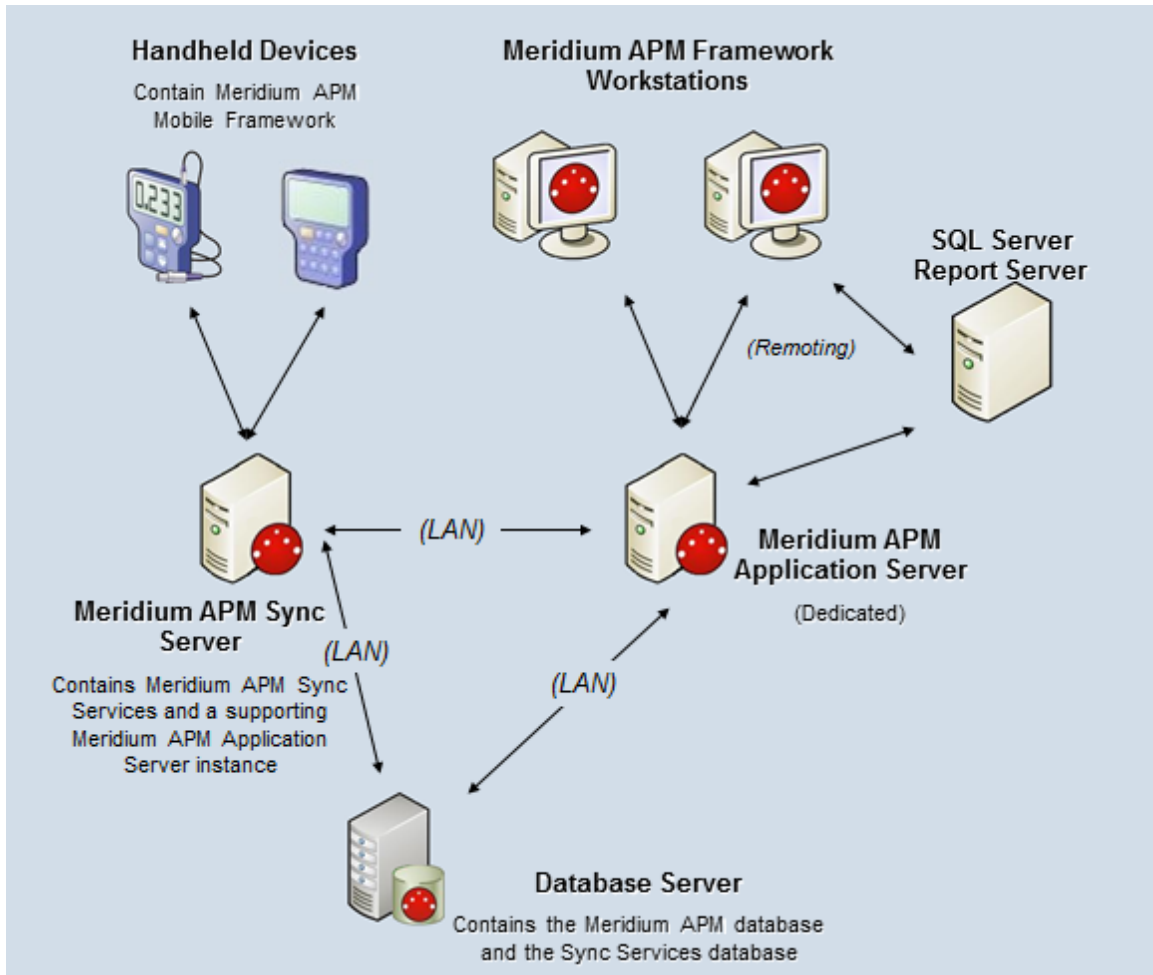 Handheld Devices
Contain Meridium APM
Mobile Framework
0.233
Meridium APM Framework
Workstations
SQL Server
Report Server
(Remoting)
(LAN)
Meridium APM
Application Server
(Dedicated)
Meridium APM Sync
Server
(LAN)
(LAN)
Contains Meridium APM Sync
Services and a supporting
Meridium APM Application
Server instance
Database Server
Contains the Meridium APM database
and the Sync Services database